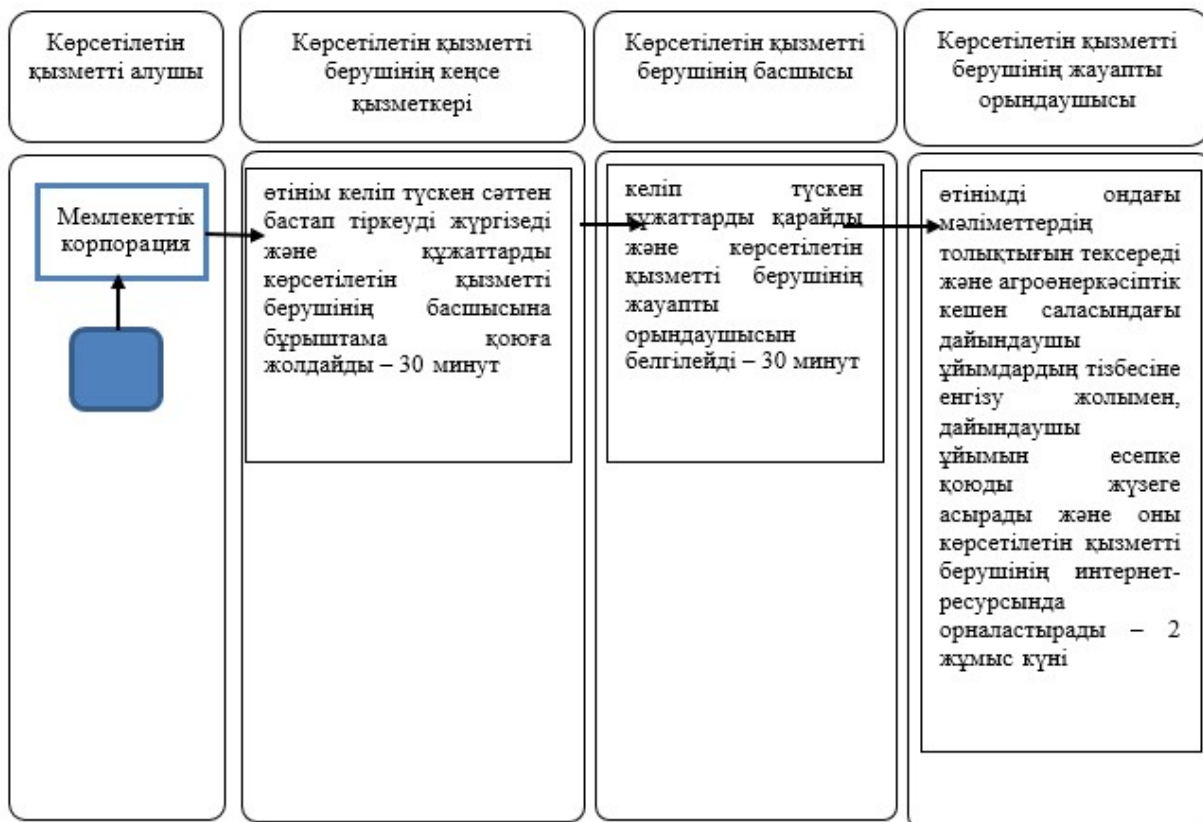 Көрсетілетін
қызметті алушы
Көрсетілетін қызметті
берушінің кеңсе
қызметкері
Көрсетілетін қызметті
берушінің басшысы
Көрсетілетін қызметті
берушінің жауапты
орындаушысы
Мемлекеттік
корпорация
өтінім келіп түскен сәттен
бастап тіркеуді жүргізеді
және құжаттарды
көрсетілетін қызметті
берушінің басшысына
бұрыштама қоюға
жолдайды – 30 минут
келіп түскен
құжаттарды қарайды
және көрсетілетін
қызметті берушінің
жауапты
орындаушысын
белгілейді – 30 минут
өтінімді ондағы
мәліметтердің
толықтығын тексереді
және агроөнеркәсіптік
кешен саласындағы
дайындаушы
ұйымдардың тізбесіне
енгізу жолымен,
дайындаушы
ұйымын есепке
қоюды жүзеге
асырады және оны
көрсетілетін қызметті
берушінің интернет-
ресурсында
орналастырады – 2
жұмыс күні